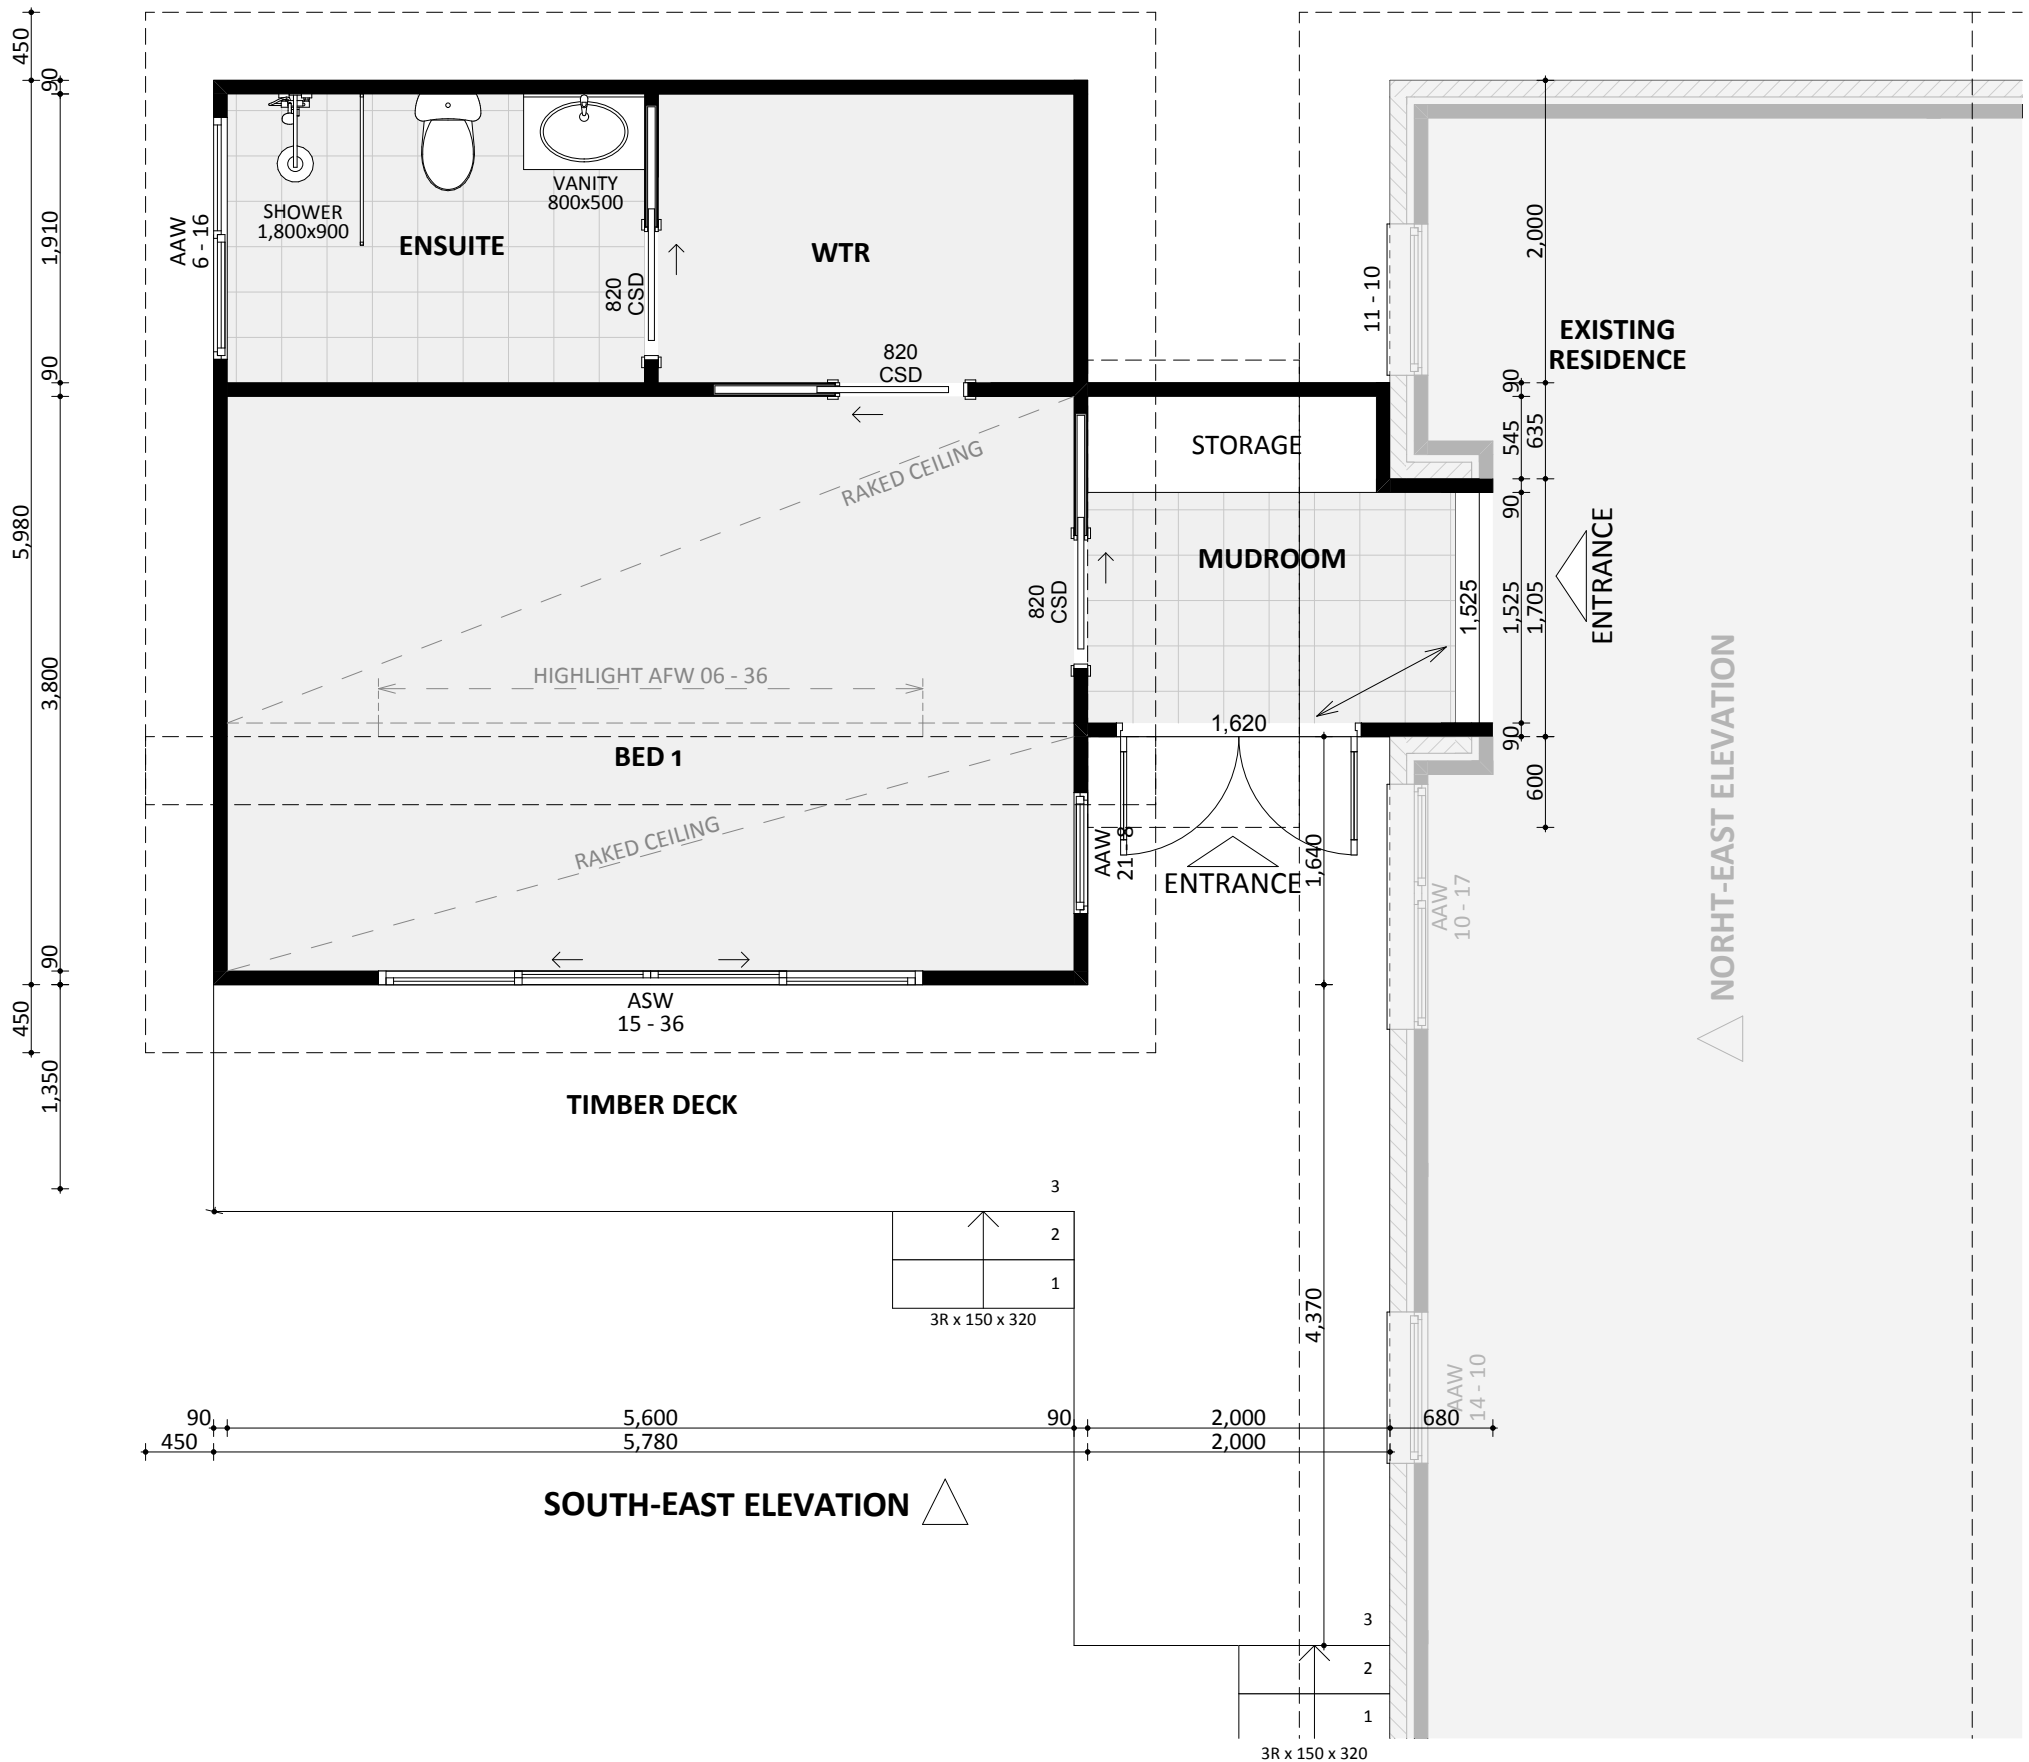 450
90
1,910
90
5,980
3,800
90
450
1,350
AAW
6 - 16
SHOWER
1,800x900
ENSUITE
VANITY
800x500
820
CSD
WTR
820
CSD
11 - 10
2,000
EXISTING
RESIDENCE
90
545
635
90
1,525
1,705
90
600
STORAGE
RAKED CEILING
MUDROOM
820
CSD
1,525
ENTRANCE
HIGHLIGHT AFW 06 - 36
BED 1
1,620
RAKED CEILING
AAW
21 - 8
ENTRANCE
1,640
AAW
10 - 17
NORHT-EAST ELEVATION
ASW
15 - 36
TIMBER DECK
3
2
1
3R x 150 x 320
4,370
AAW
14 - 10
90
5,600
90
2,000
680
450
5,780
2,000
SOUTH-EAST ELEVATION
3
2
1
3R x 150 x 320